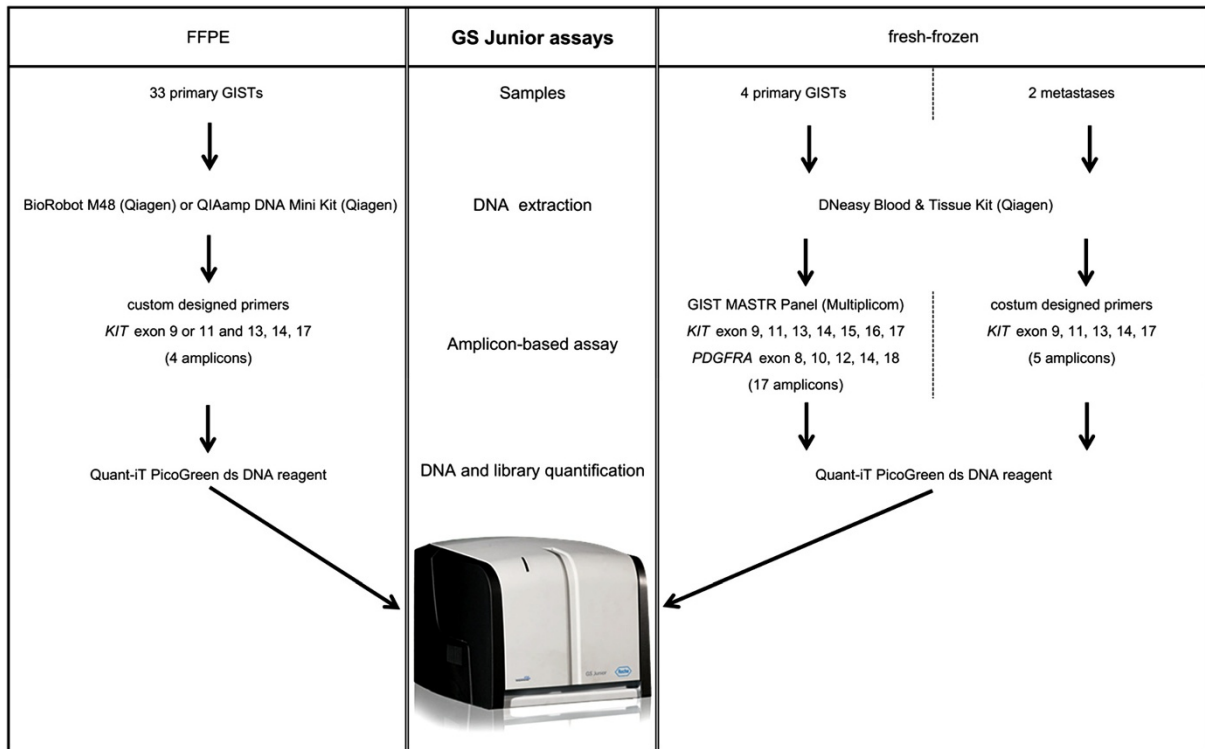 FFPE
GS Junior assays
fresh-frozen
33 primary GISTs
Samples
4 primary GISTs
2 metastases
BioRobot M48 (Qiagen) or QIAamp DNA Mini Kit (Qiagen)
DNA extraction
DNeasy Blood & Tissue Kit (Qiagen)
custom designed primers
KIT exon 9 or 11 and 13, 14, 17
(4 amplicons)
Amplicon-based assay
GIST MASTR Panel (Multiplicom)
KIT exon 9, 11, 13, 14, 15, 16, 17
PDGFRA exon 8, 10, 12, 14, 18
(17 amplicons)
costum designed primers
KIT exon 9, 11, 13, 14, 17
(5 amplicons)
Quant-iT PicoGreen ds DNA reagent
DNA and library quantification
Quant-iT PicoGreen ds DNA reagent
GS Junior
Roche